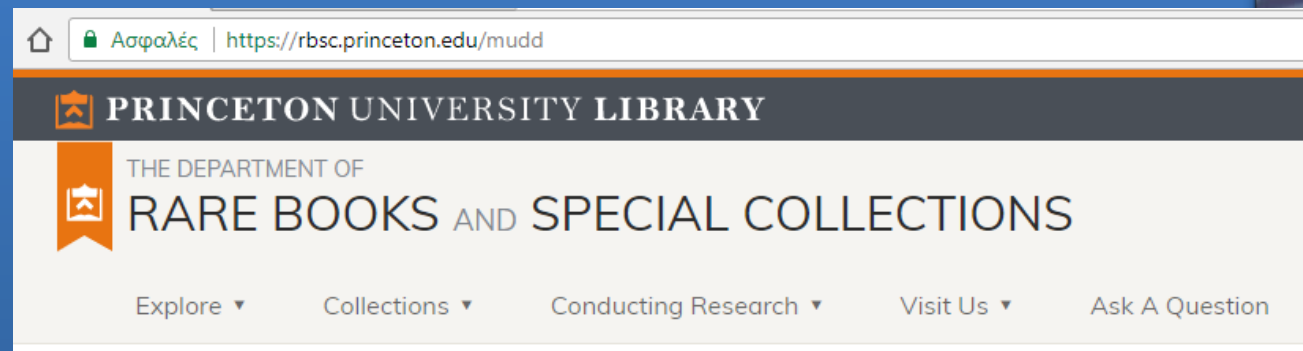 Ασφαλές | https://rbsc.princeton.edu/mudd
PRINCETON UNIVERSITY LIBRARY
THE DEPARTMENT OF
RARE BOOKS AND SPECIAL COLLECTIONS
Explore ▼ Collections ▼ Conducting Research ▼ Visit Us ▼ Ask A Question